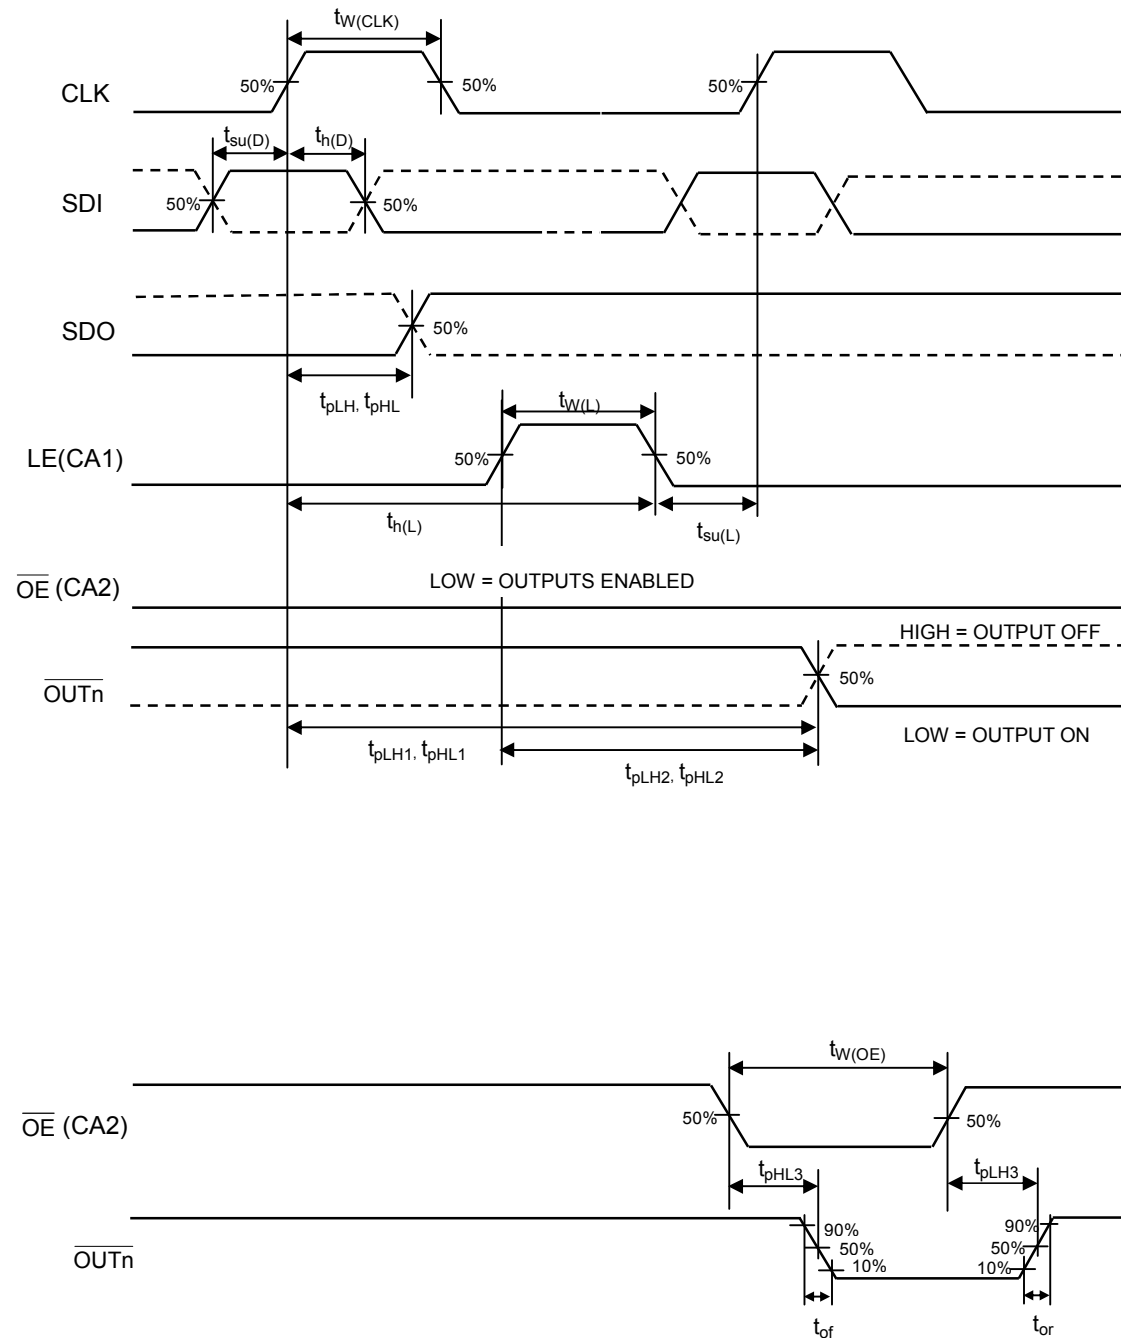 tW(CLK)
CLK
50%
50%
50%
tsu(D)
th(D)
SDI
50%
50%
SDO
50%
tpLH, tpHL
tW(L)
LE(CA1)
50%
50%
th(L)
tsu(L)
OE (CA2)
LOW = OUTPUTS ENABLED
HIGH = OUTPUT OFF
OUTn
50%
LOW = OUTPUT ON
tpLH1, tpHL1
tpLH2, tpHL2
tW(OE)
OE (CA2)
50%
50%
tpHL3
tpLH3
OUTn
90%
50%
10%
90%
50%
10%
tof
tor